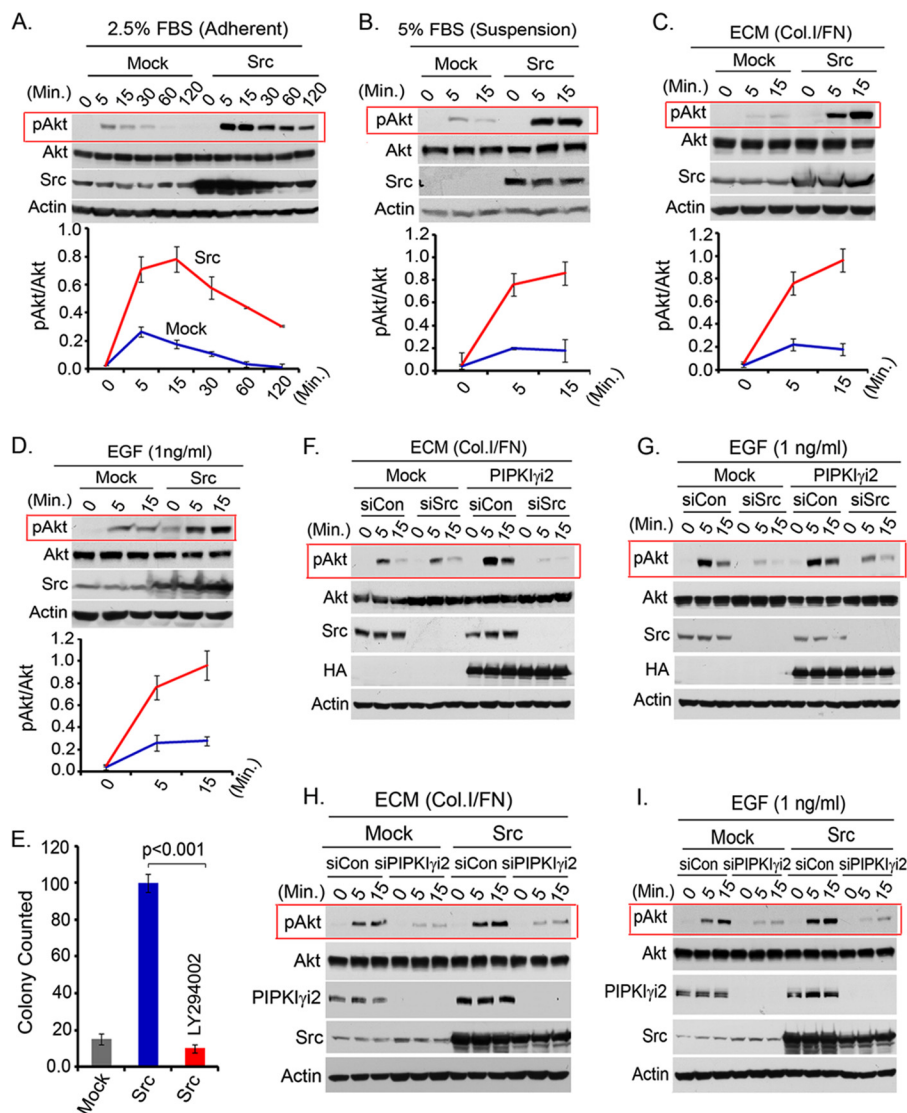 A.
2.5% FBS (Adherent)
Mock Src
(Min.) 0 5 15 30 60 120 0 5 15 30 60 120
pAkt
Akt
Src
Actin
pAkt/Akt
1.0
0.8
0.6
0.4
0.2
0
Src
Mock
0 5 15 30 60 120 (Min.)
B.
5% FBS (Suspension)
Mock Src
(Min.) 0 5 15 0 5 15
pAkt
Akt
Src
Actin
pAkt/Akt
1.2
1.0
0.8
0.6
0.4
0.2
0.0
0 5 15 (Min.)
C.
ECM (Col.I/FN)
Mock Src
(Min.) 0 5 15 0 5 15
pAkt
Akt
Src
Actin
pAkt/Akt
1.2
1.0
0.8
0.6
0.4
0.2
0.0
0 5 15 (Min.)
D.
EGF (1ng/ml)
Mock Src
(Min.) 0 5 15 0 5 15
pAkt
Akt
Src
Actin
pAkt/Akt
1.2
1.0
0.8
0.6
0.4
0.2
0.0
0 5 15 (Min.)
E.
p<0.001
Colony Counted
120
100
80
60
40
20
0.0
LY294002
Mock Src Src
F.
ECM (Col.I/FN)
Mock PIPKIγi2
siCon siSrc siCon siSrc
(Min.) 0 5 15 0 5 15 0 5 15 0 5 15
pAkt
Akt
Src
HA
Actin
G.
EGF (1 ng/ml)
Mock PIPKIγi2
siCon siSrc siCon siSrc
(Min.) 0 5 15 0 5 15 0 5 15 0 5 15
pAkt
Akt
Src
HA
Actin
H.
ECM (Col.I/FN)
Mock Src
siCon siPIPKIγi2 siCon siPIPKIγi2
(Min.) 0 5 15 0 5 15 0 5 15 0 5 15
pAkt
Akt
PIPKIγi2
Src
Actin
I.
EGF (1 ng/ml)
Mock Src
siCon siPIPKIγi2 siCon siPIPKIγi2
(Min.) 0 5 15 0 5 15 0 5 15 0 5 15
pAkt
Akt
PIPKIγi2
Src
Actin